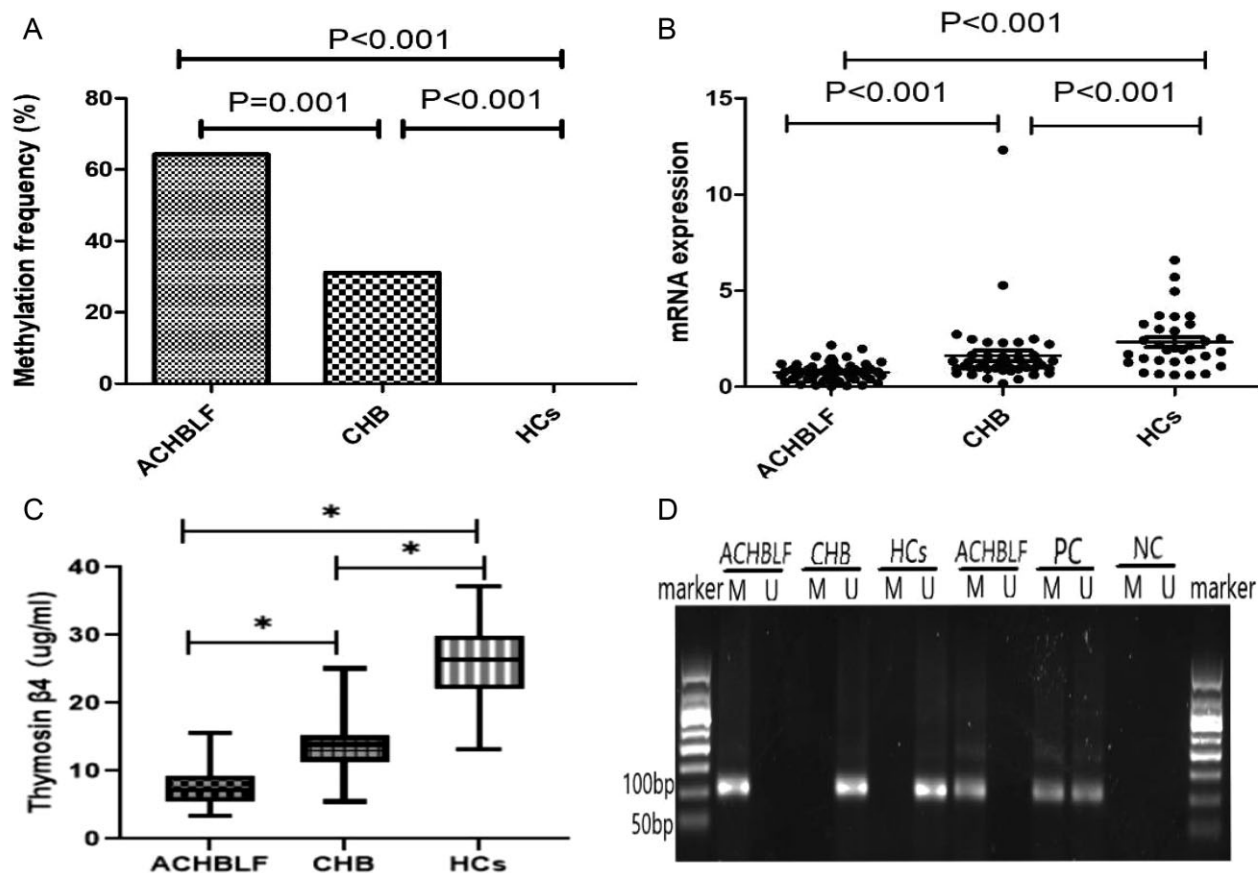 A
P<0.001
P=0.001
P<0.001
Methylation frequency (%)
80
60
40
20
0
ACHBLF
CHB
HCs
B
P<0.001
P<0.001
P<0.001
mRNA expression
15
10
5
0
ACHBLF
CHB
HCs
C
*
*
*
Thymosin β4 (ug/ml)
40
30
20
10
0
ACHBLF
CHB
HCs
D
ACHBLF CHB HCs ACHBLF PC NC
marker M U M U M U M U M U M U marker
100bp
50bp